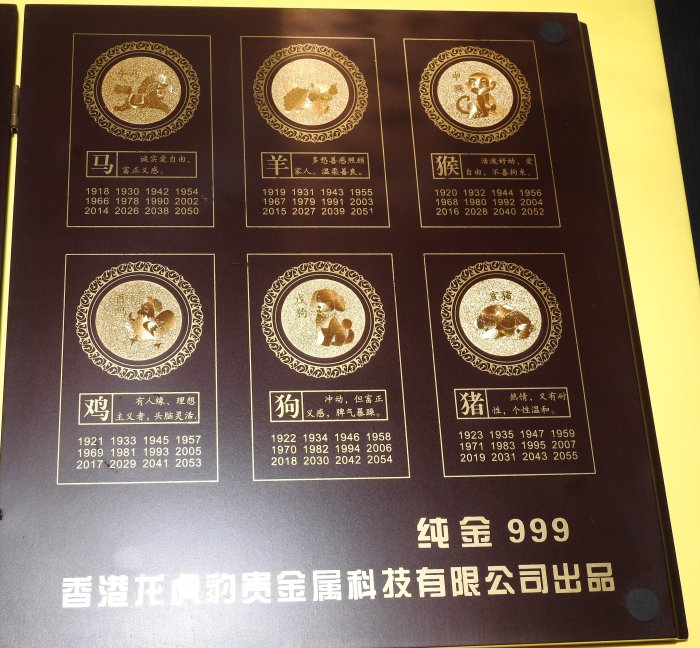 马
诚实爱自由,
富正义感。
1918 1930 1942 1954
1966 1978 1990 2002
2014 2026 2038 2050
羊
多愁善感照顾
家人。温柔善良。
1919 1931 1943 1955
1967 1979 1991 2003
2015 2027 2039 2051
申猴
猴
活泼好动,爱
自由,不喜拘束。
1920 1932 1944 1956
1968 1980 1992 2004
2016 2028 2040 2052
鸡
有人缘、理想
主义者,头脑灵活,
1921 1933 1945 1957
1969 1981 1993 2005
2017 2029 2041 2053
戌狗
狗
冲动,但富正
义感,脾气暴躁。
1922 1934 1946 1958
1970 1982 1994 2006
2018 2030 2042 2054
亥猪
猪
热情,又有耐
性,个性温和。
1923 1935 1947 1959
1971 1983 1995 2007
2019 2031 2043 2055
纯金 999
香港龙虎豹贵金属科技有限公司出品